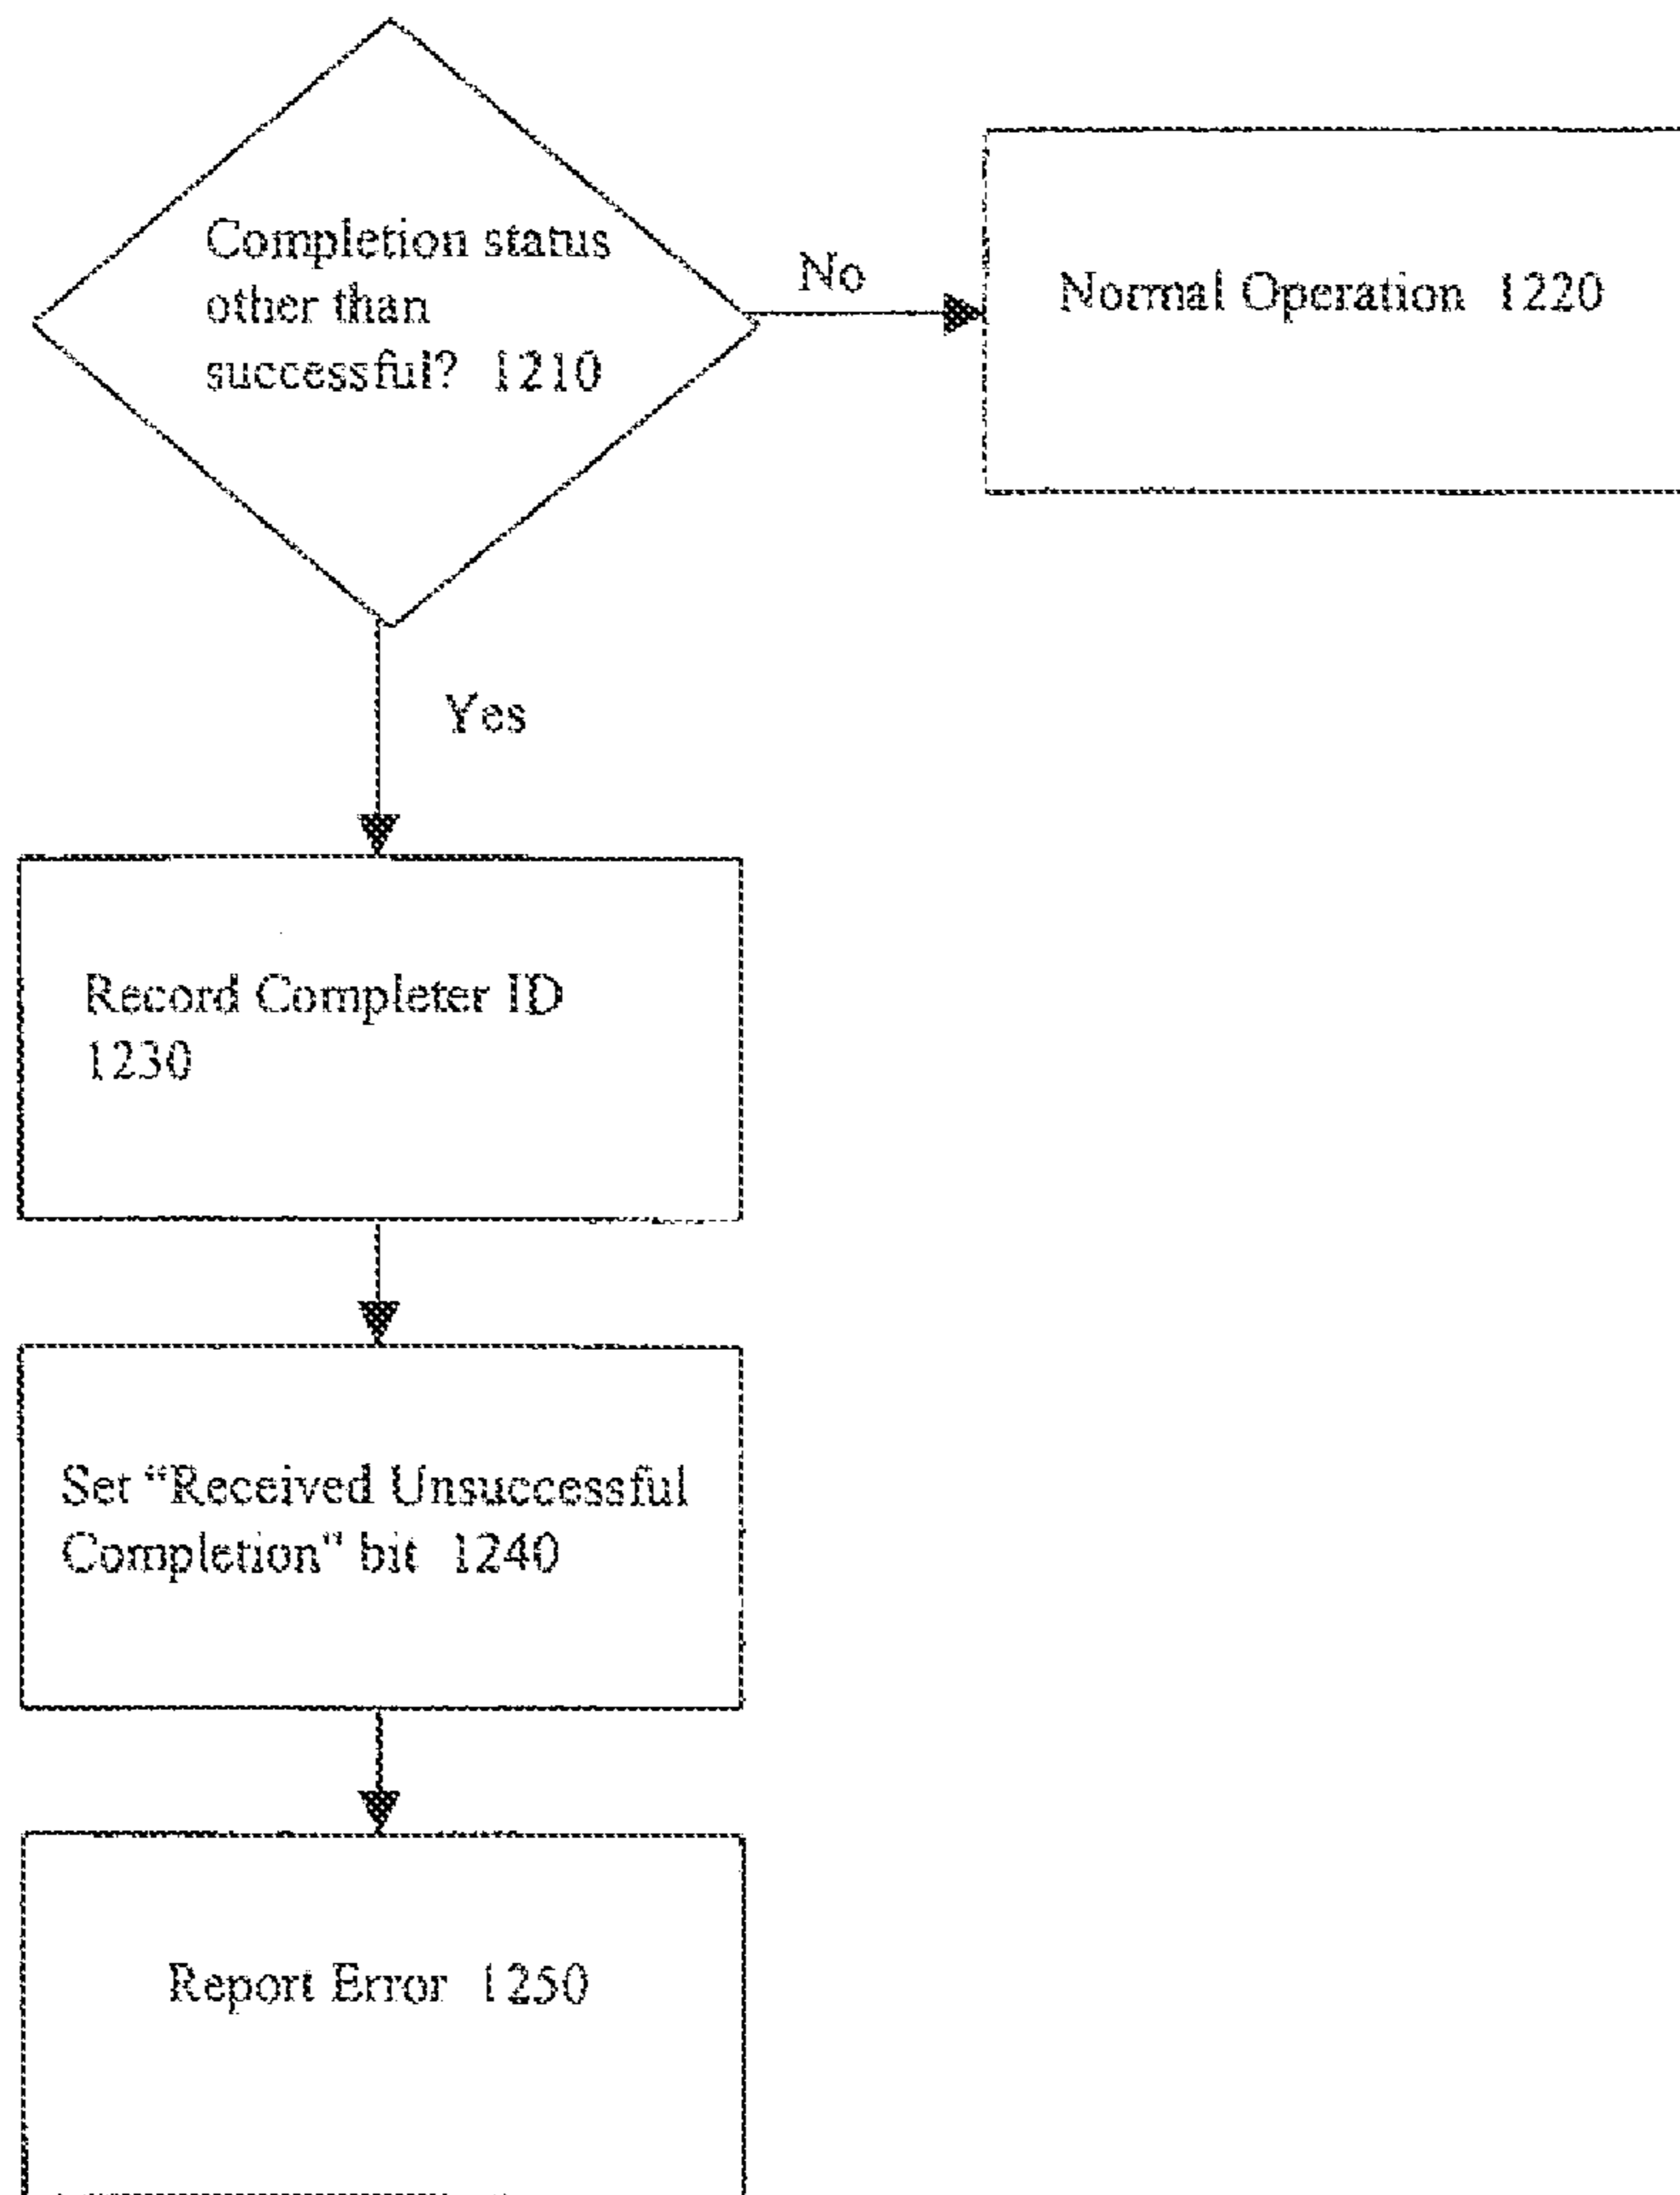 Completion status
other than
successful? 1210
No
Normal Operation 1220
Yes
Record Completer ID
1230
Set “Received Unsuccessful
Completion” bit 1240
Report Error 1250